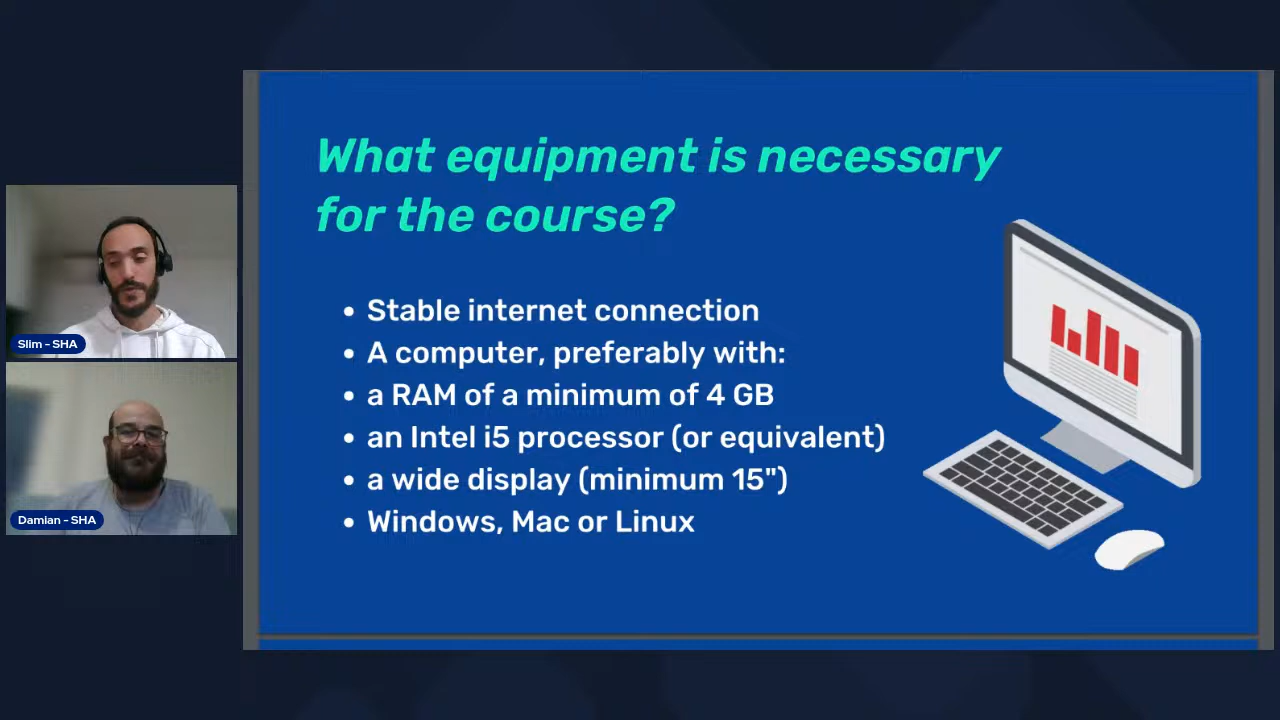 What equipment is necessary
for the course?
• Stable internet connection
• A computer, preferably with:
• a RAM of a minimum of 4 GB
• an Intel i5 processor (or equivalent)
• a wide display (minimum 15")
• Windows, Mac or Linux
Slim - SHA
Damian - SHA